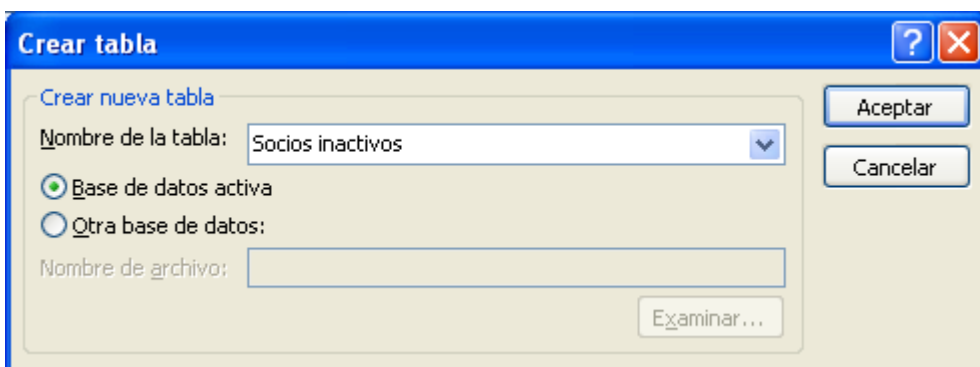 Crear tabla
Crear nueva tabla
Nombre de la tabla: Socios inactivos
Base de datos activa
Otra base de datos:
Nombre de archivo:
Examinar...
Aceptar
Cancelar